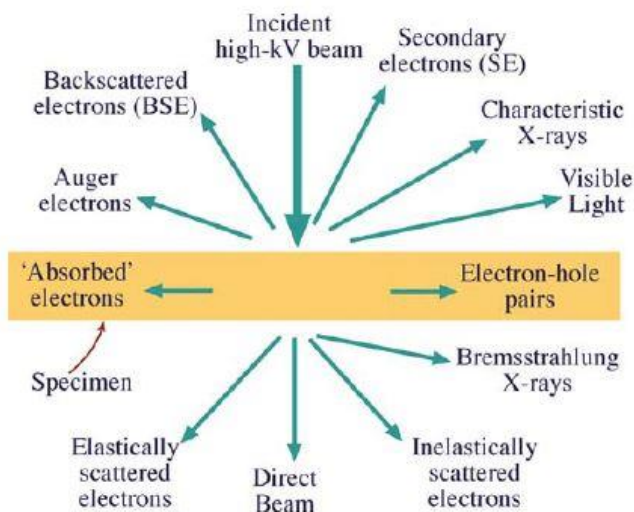 Incident
high-kV beam
Secondary
electrons (SE)
Backscattered
electrons (BSE)
Characteristic
X-rays
Auger
electrons
Visible
Light
'Absorbed'
electrons
Electron-hole
pairs
Specimen
Bremsstrahlung
X-rays
Elastically
scattered
electrons
Direct
Beam
Inelastically
scattered
electrons